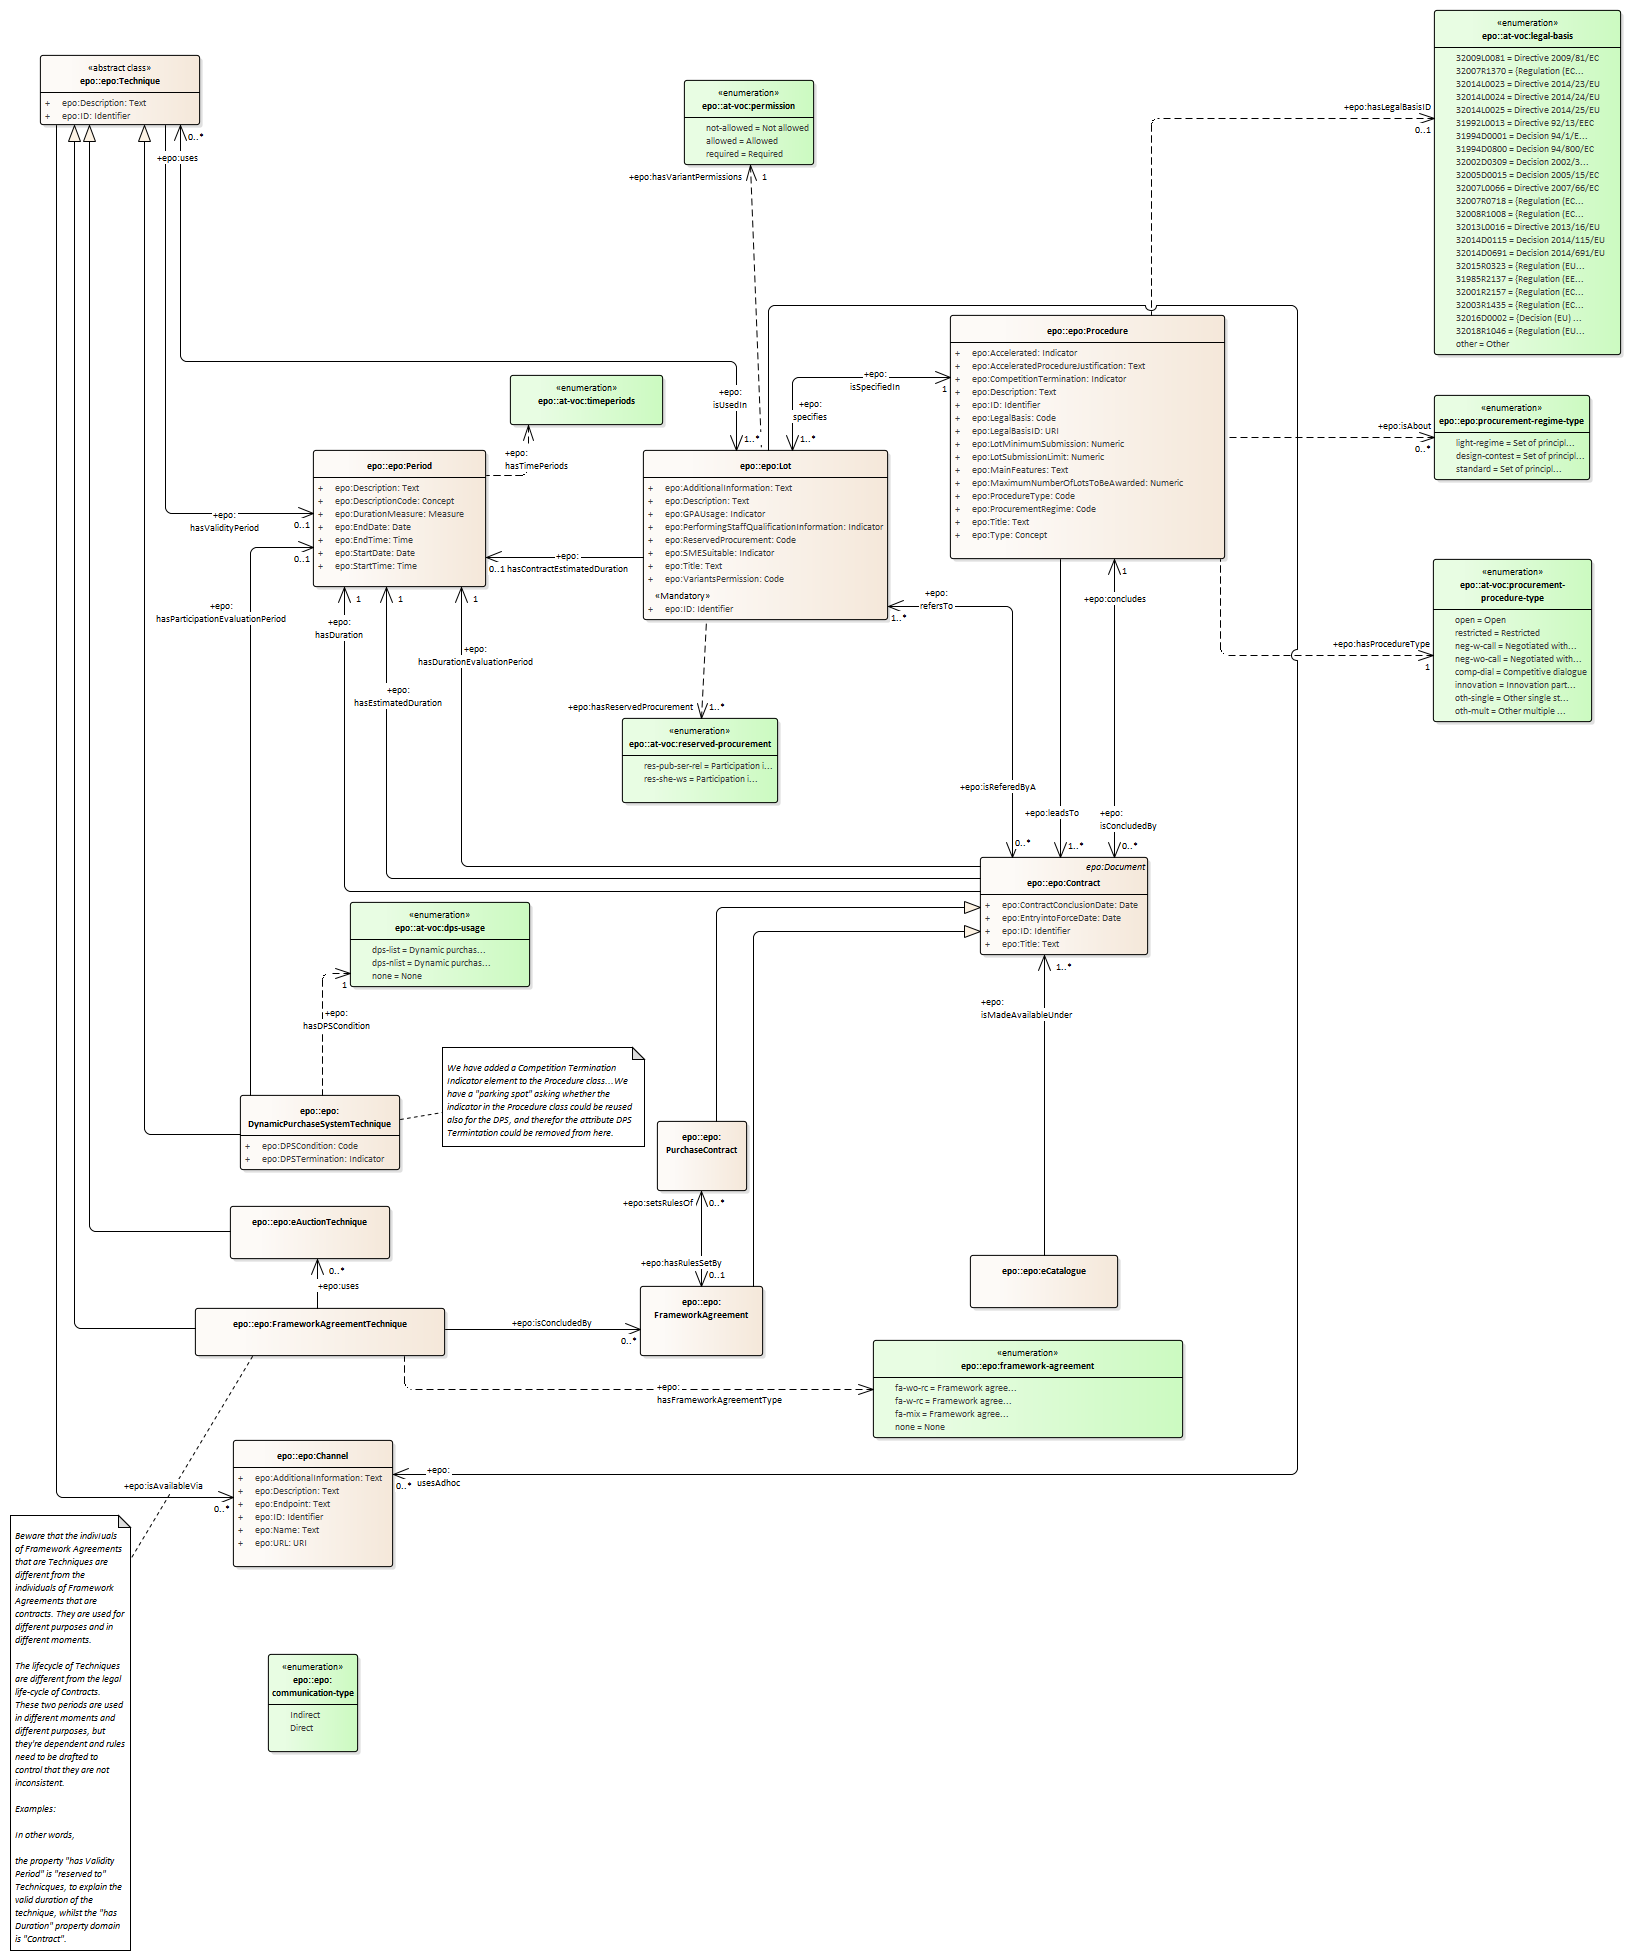 «abstract class»
epo::epo:Technique
+ epo:Description: Text
+ epo:ID: Identifier
0..*
+epo:uses
«enumeration»
epo::at-voc:permission
not-allowed = Not allowed
allowed = Allowed
required = Required
+epo:hasVariantPermissions
1
«enumeration»
epo::at-voc:legal-basis
32009L0081 = Directive 2009/81/EC
32007R1370 = {Regulation (EC...
32014L0023 = Directive 2014/23/EU
32014L0024 = Directive 2014/24/EU
32014L0025 = Directive 2014/25/EU
31992L0013 = Directive 92/13/EEC
31994D0001 = Decision 94/1/E...
31994D0800 = Decision 94/800/EC
32002D0309 = Decision 2002/3...
32005D0015 = Decision 2005/15/EC
32007L0066 = Directive 2007/66/EC
32007R0718 = {Regulation (EC...
32008R1008 = {Regulation (EC...
32013L0016 = Directive 2013/16/EU
32014D0115 = Decision 2014/115/EU
32014D0691 = Decision 2014/691/EU
32015R0323 = {Regulation (EU...
31985R2137 = {Regulation (EE...
32001R2157 = {Regulation (EC...
32003R1435 = {Regulation (EC...
32016D0002 = {Decision (EU) ...
32018R1046 = {Regulation (EU...
other = Other
+epo:hasLegalBasisID
0..1
epo::epo:Procedure
+ epo:Accelerated: Indicator
+ epo:AcceleratedProcedureJustification: Text
+ epo:CompetitionTermination: Indicator
+ epo:Description: Text
+ epo:ID: Identifier
+ epo:LegalBasis: Code
+ epo:LegalBasisID: URI
+ epo:LotMinimumSubmission: Numeric
+ epo:LotSubmissionLimit: Numeric
+ epo:MainFeatures: Text
+ epo:MaximumNumberOfLotsToBeAwarded: Numeric
+ epo:ProcedureType: Code
+ epo:ProcurementRegime: Code
+ epo:Title: Text
+ epo:Type: Concept
+epo:
isSpecifiedIn
1
+epo:
specifies
1..*
+epo:
isUsedIn
1..*
«enumeration»
epo::at-voc:timeperiods
+epo:
hasTimePeriods
«enumeration»
epo::epo:procurement-regime-type
light-regime = Set of principl...
design-contest = Set of principl...
standard = Set of principl...
+epo:isAbout
0..*
epo::epo:Period
+ epo:Description: Text
+ epo:DescriptionCode: Concept
+ epo:DurationMeasure: Measure
+ epo:EndDate: Date
+ epo:EndTime: Time
+ epo:StartDate: Date
+ epo:StartTime: Time
+epo:
hasValidityPeriod
0..1
0..1
epo::epo:Lot
+ epo:AdditionalInformation: Text
+ epo:Description: Text
+ epo:GPAUsage: Indicator
+ epo:PerformingStaffQualificationInformation: Indicator
+ epo:ReservedProcurement: Code
+ epo:SMESuitable: Indicator
+ epo:Title: Text
+ epo:VariantsPermission: Code
«Mandatory»
+ epo:ID: Identifier
+epo:
0..1 hasContractEstimatedDuration
«enumeration»
epo::at-voc:procurement-
procedure-type
open = Open
restricted = Restricted
neg-w-call = Negotiated with...
neg-wo-call = Negotiated with...
comp-dial = Competitive dialogue
innovation = Innovation part...
oth-single = Other single st...
oth-mult = Other multiple ...
+epo:hasProcedureType
1
+epo:
hasParticipationEvaluationPeriod
1
+epo:
hasDuration
1
+epo:
hasEstimatedDuration
1
+epo:
hasDurationEvaluationPeriod
+epo:
refersTo
1..*
1
+epo:concludes
+epo:hasReservedProcurement
1..*
«enumeration»
epo::at-voc:reserved-procurement
res-pub-ser-rel = Participation i...
res-she-ws = Participation i...
+epo:isReferedByA
0..*
+epo:leadsTo
1..*
+epo:
isConcludedBy
0..*
epo:Document
epo::epo:Contract
+ epo:ContractConclusionDate: Date
+ epo:EntryintoForceDate: Date
+ epo:ID: Identifier
+ epo:Title: Text
1..*
+epo:
isMadeAvailableUnder
«enumeration»
epo::at-voc:dps-usage
dps-list = Dynamic purchas...
dps-nlist = Dynamic purchas...
none = None
1
+epo:
hasDPSCondition
We have added a Competition Termination
Indicator element to the Procedure class...We
have a "parking spot" asking whether the
indicator in the Procedure class could be reused
also for the DPS, and therefor the attribute DPS
Termintation could be removed from here.
epo::epo:
DynamicPurchaseSystemTechnique
+ epo:DPSCondition: Code
+ epo:DPSTermination: Indicator
epo::epo:
PurchaseContract
+epo:setsRulesOf
0..*
epo::epo:eAuctionTechnique
0..*
+epo:uses
+epo:hasRulesSetBy
0..1
epo::epo:
FrameworkAgreement
epo::epo:eCatalogue
epo::epo:FrameworkAgreementTechnique
+epo:isConcludedBy
0..*
+epo:
hasFrameworkAgreementType
«enumeration»
epo::epo:framework-agreement
fa-wo-rc = Framework agree...
fa-w-rc = Framework agree...
fa-mix = Framework agree...
none = None
epo::epo:Channel
+ epo:AdditionalInformation: Text
+ epo:Description: Text
+ epo:Endpoint: Text
+ epo:ID: Identifier
+ epo:Name: Text
+ epo:URL: URI
+epo:
0..* usesAdhoc
+epo:isAvailableVia
0..*
Beware that the indivIuals
of Framework Agreements
that are Techniques are
different from the
individuals of Framework
Agreements that are
contracts. They are used for
different purposes and in
different moments.
The lifecycle of Techniques
are different from the legal
life-cycle of Contracts.
These two periods are used
in different moments and
different purposes, but
they're dependent and rules
need to be drafted to
control that they are not
inconsistent.
Examples:
In other words,
the property "has Validity
Period" is "reserved to"
Technicques, to explain the
valid duration of the
technique, whilst the "has
Duration" property domain
is "Contract".
«enumeration»
epo::epo:
communication-type
Indirect
Direct